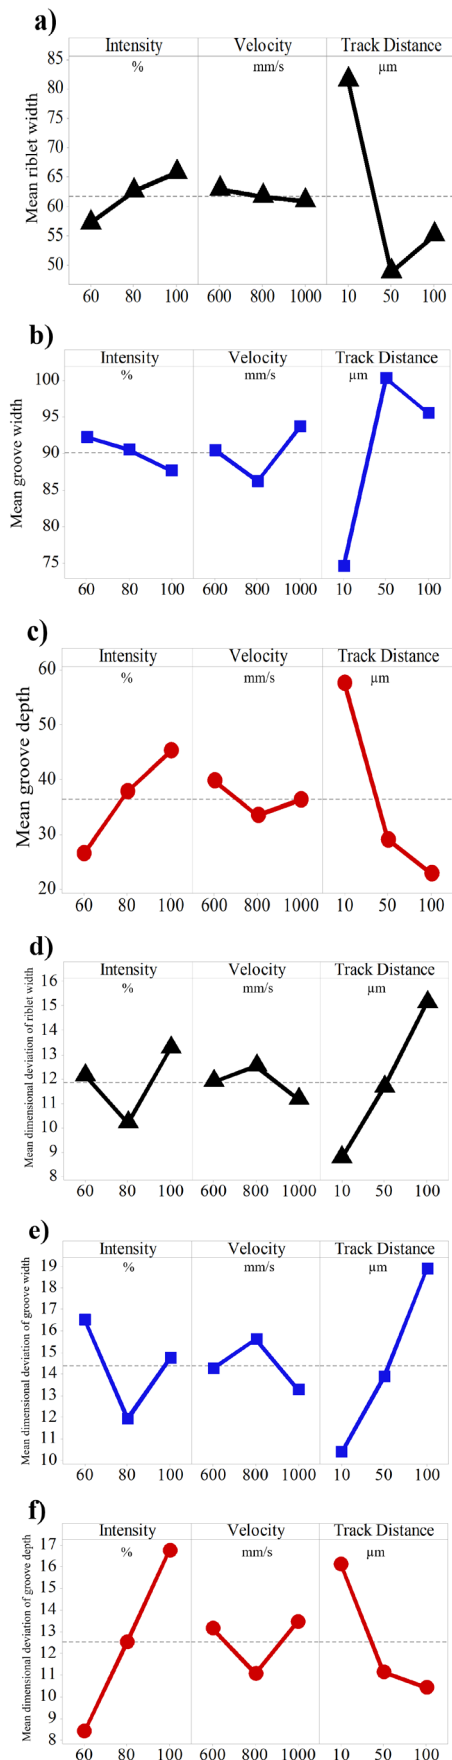 a)
Intensity Velocity Track Distance
% mm/s µm
Mean riblet width
85
80
75
70
65
60
55
50
60 80 100 600 800 1000 10 50 100
b)
Intensity Velocity Track Distance
% mm/s µm
Mean groove width
100
95
90
85
80
75
60 80 100 600 800 1000 10 50 100
c)
Intensity Velocity Track Distance
% mm/s µm
Mean groove depth
60
50
40
30
20
60 80 100 600 800 1000 10 50 100
d)
Intensity Velocity Track Distance
% mm/s µm
Mean dimensional deviation of riblet width
16
15
14
13
12
11
10
9
8
60 80 100 600 800 1000 10 50 100
e)
Intensity Velocity Track Distance
% mm/s µm
Mean dimensional deviation of groove width
19
18
17
16
15
14
13
12
11
10
60 80 100 600 800 1000 10 50 100
f)
Intensity Velocity Track Distance
% mm/s µm
Mean dimensional deviation of groove depth
17
16
15
14
13
12
11
10
9
8
60 80 100 600 800 1000 10 50 100